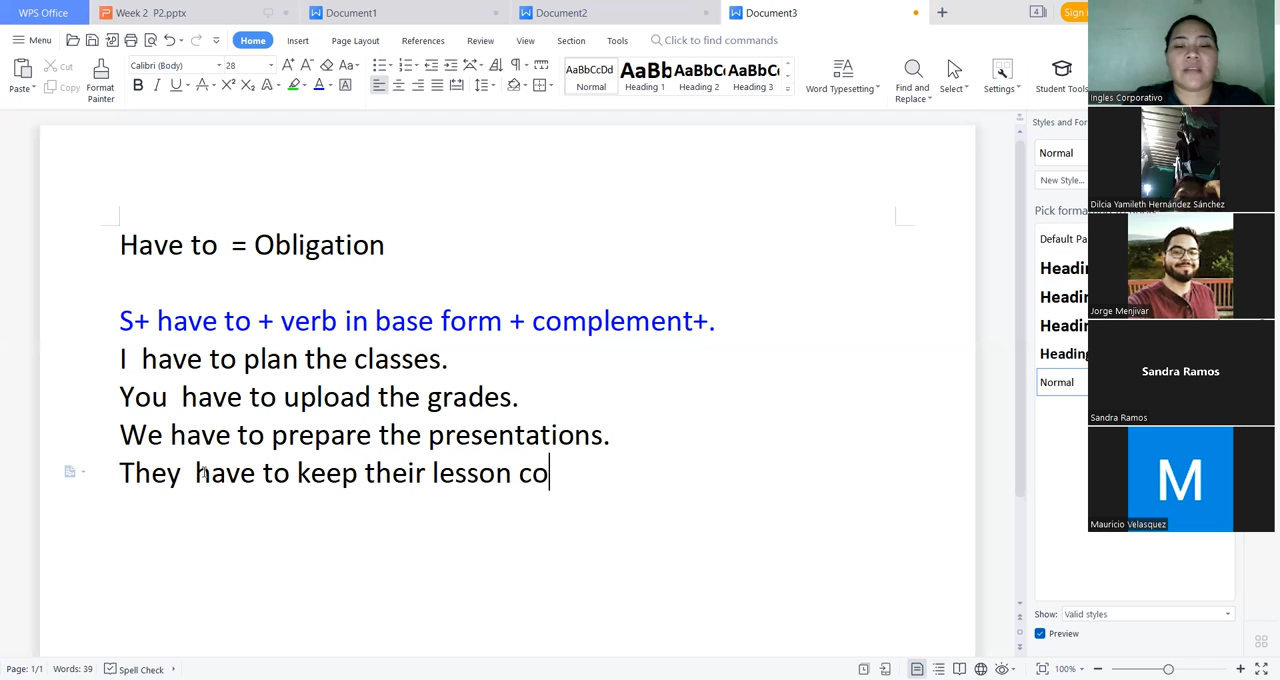 WPS Office
Week 2 P2.pptx
Document1
Document2
Document3
4
Sign i
Menu
Home
Insert
Page Layout
References
Review
View
Section
Tools
Click to find commands
Paste
Cut
Copy
Format Painter
Calibri (Body)
28
AaBbCcDd
Normal
AaBb
Heading 1
AaBbC
Heading 2
AaBbC
Heading 3
Word Typesetting
Find and Replace
Select
Settings
Student Tools
Have to = Obligation
S+ have to + verb in base form + complement+.
I have to plan the classes.
You have to upload the grades.
We have to prepare the presentations.
They have to keep their lesson co
Styles and For
Normal
New Style...
Pick forma
Default Pa
Headin
Headin
Headin
Heading
Normal
Show:
Valid styles
Preview
Ingles Corporativo
Dilcia Yamileth Hernández Sánchez
Jorge Menjivar
Sandra Ramos
Sandra Ramos
M
Mauricio Velasquez
Page: 1/1
Words: 39
Spell Check
100%